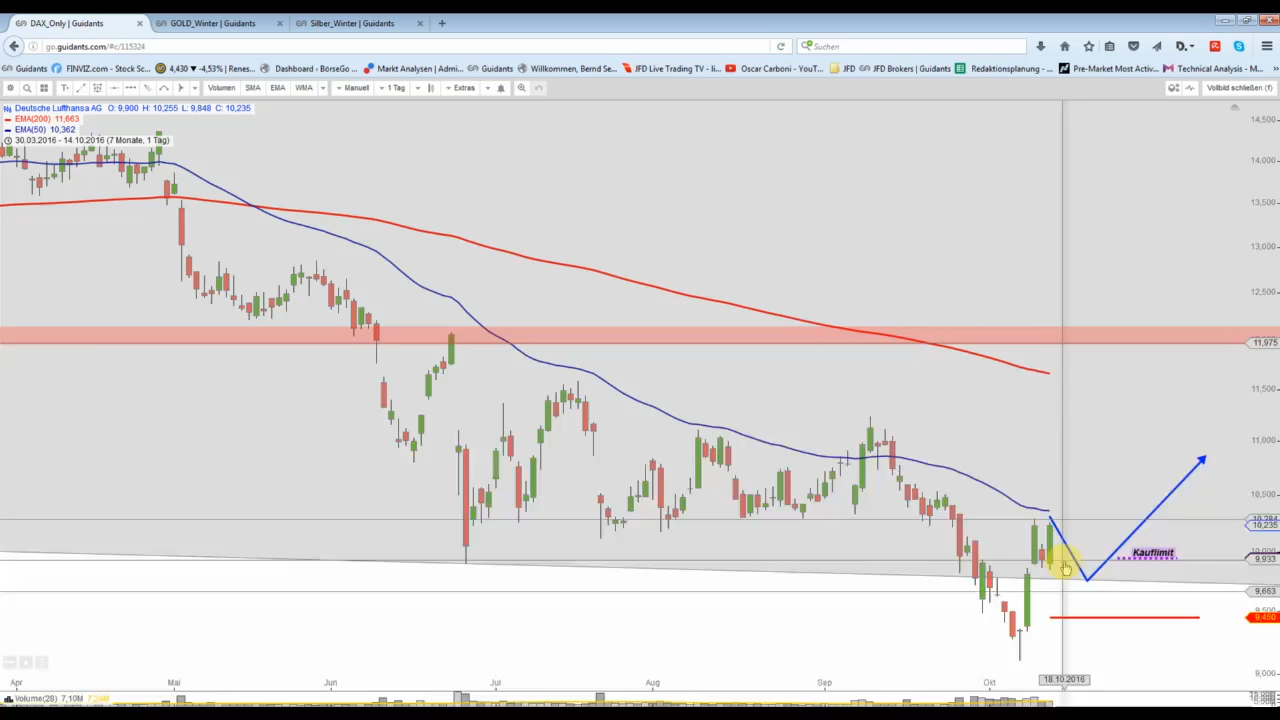 DAX_Only | Guidants
GOLD_Winter | Guidants
Silber_Winter | Guidants
go.guidants.com/#c/115324
Suchen
Guidants
FINVIZ.com - Stock Sc...
4,430 -4,53% | Renes...
Dashboard ‹ BörseGo ...
Markt Analysen | Admi...
Guidants
Willkommen, Bernd Se...
JFD Live Trading TV - li...
Oscar Carboni - YouT...
JFD
JFD Brokers | Guidants
Redaktionsplanung - ...
Pre-Market Most Activ...
Technical Analysis - M...
Volumen
SMA
EMA
WMA
Manuell
1 Tag
Extras
Vollbild schließen (f)
Deutsche Lufthansa AG O: 9,900 H: 10,255 L: 9,848 C: 10,235
EMA(200) 11,663
EMA(50) 10,362
30.03.2016 - 14.10.2016 (7 Monate, 1 Tag)
14,500
14,000
13,500
13,000
12,500
11,975
11,500
11,000
10,500
10,235
Kauflimit
9,933
9,663
9,450
9,000
Apr
Mai
Jun
Jul
Aug
Sep
Okt
18.10.2016
Volume(28) 7,10M